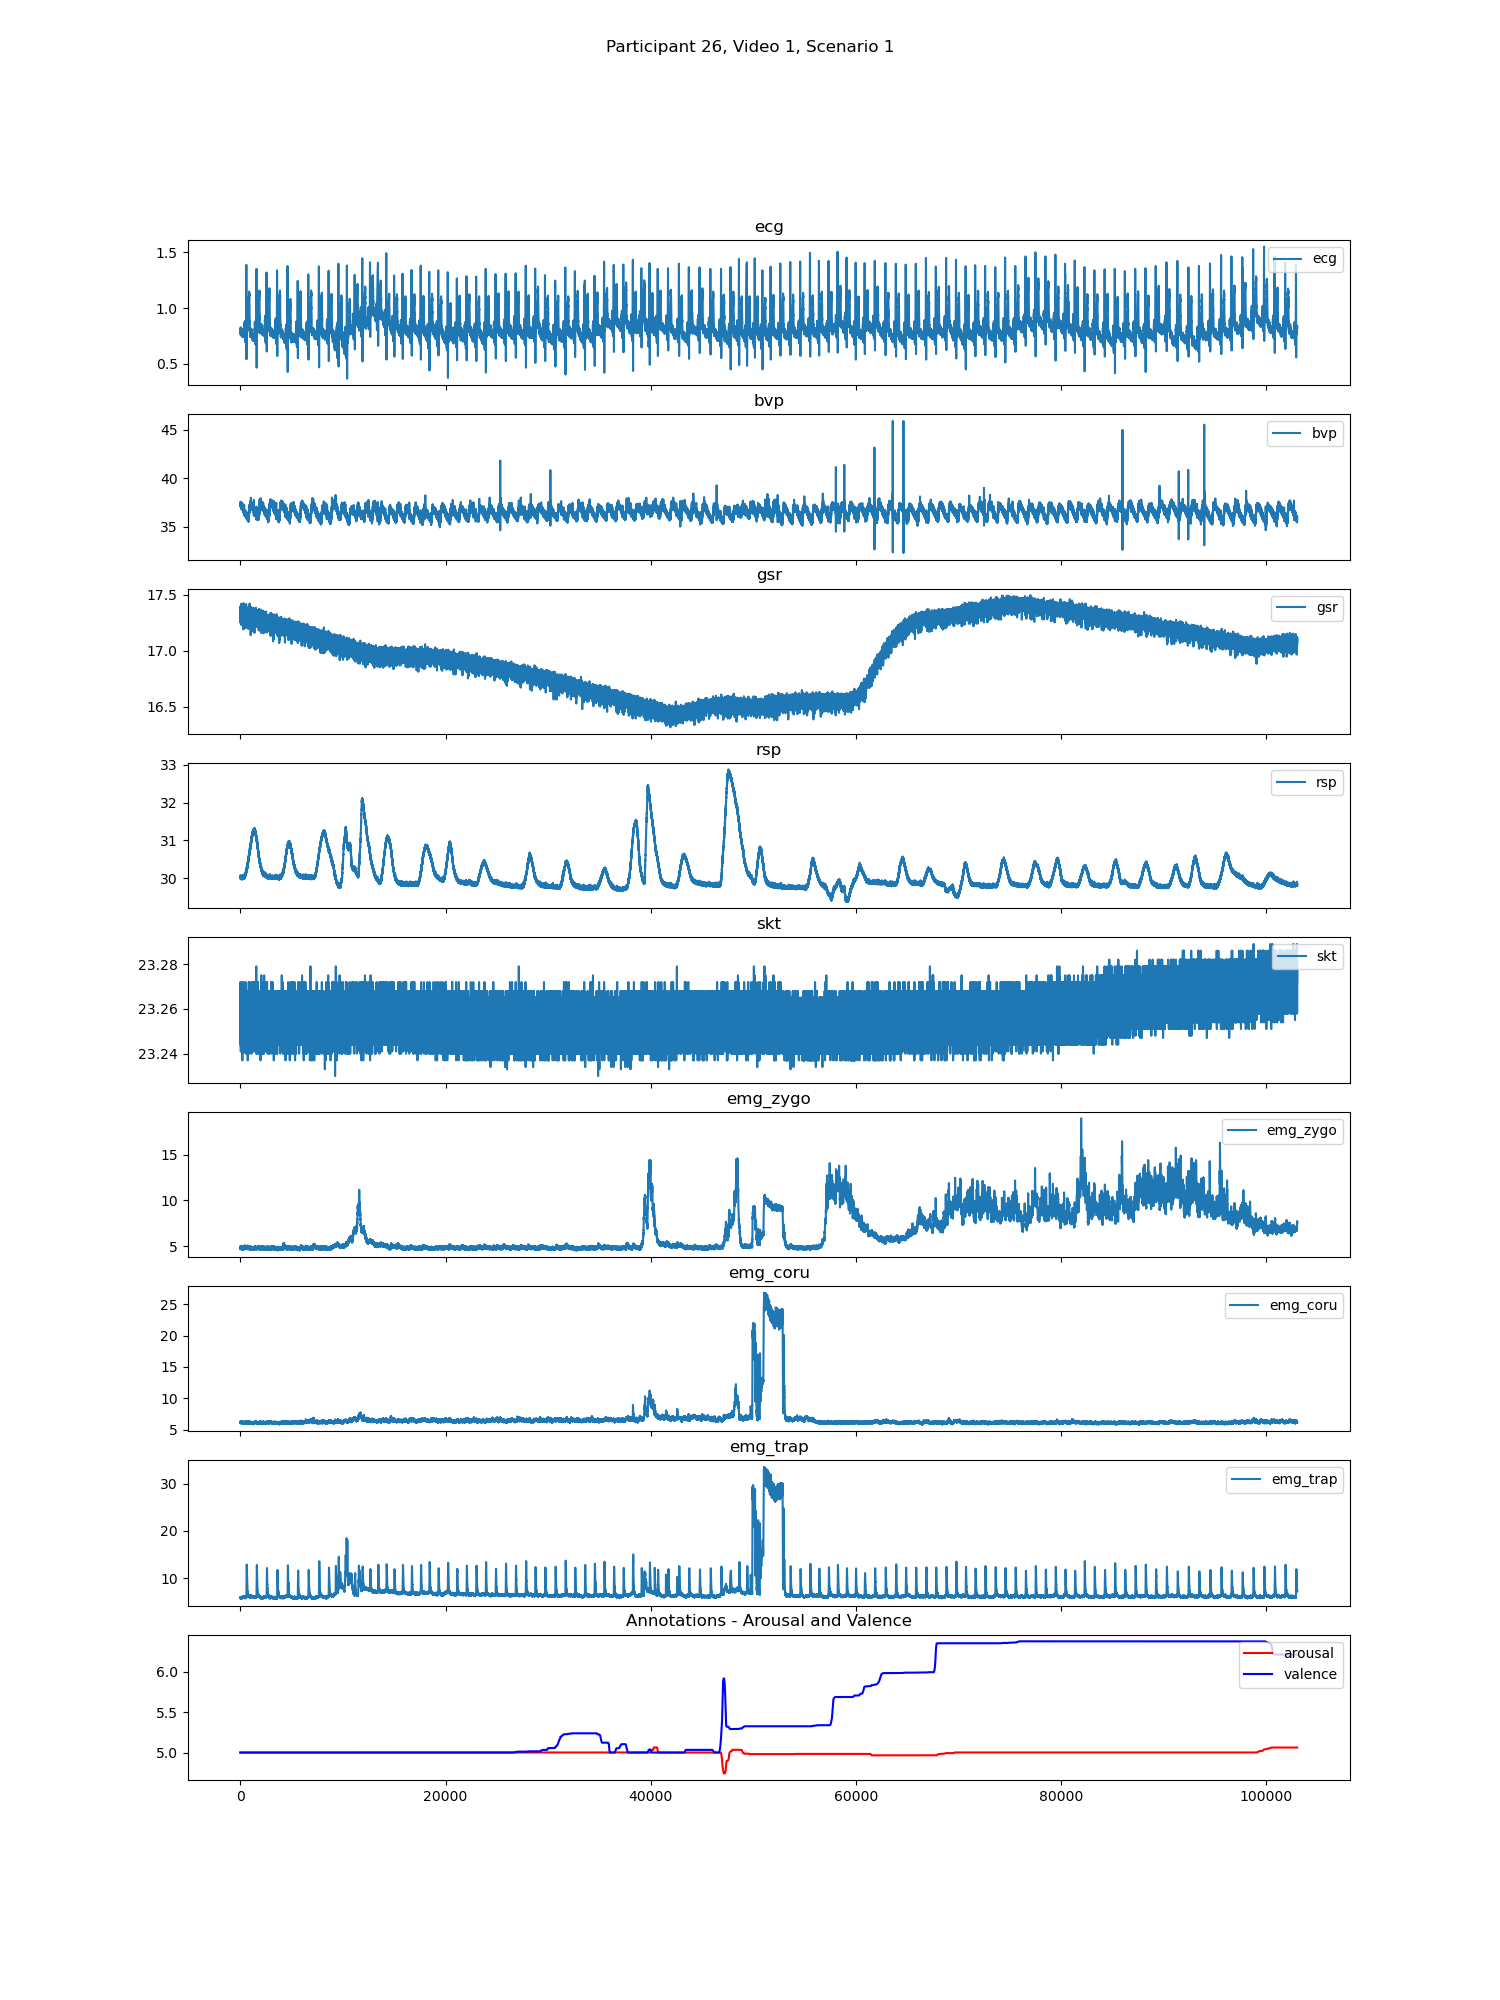 Participant 26, Video 1, Scenario 1
ecg
1.5
1.0
0.5
ecg
bvp
45
40
35
bvp
gsr
17.5
17.0
16.5
gsr
rsp
33
32
31
30
rsp
skt
23.28
23.26
23.24
skt
emg_zygo
15
10
5
emg_zygo
emg_coru
25
20
15
10
5
emg_coru
emg_trap
30
20
10
emg_trap
Annotations - Arousal and Valence
6.0
5.5
5.0
arousal
valence
0 20000 40000 60000 80000 100000